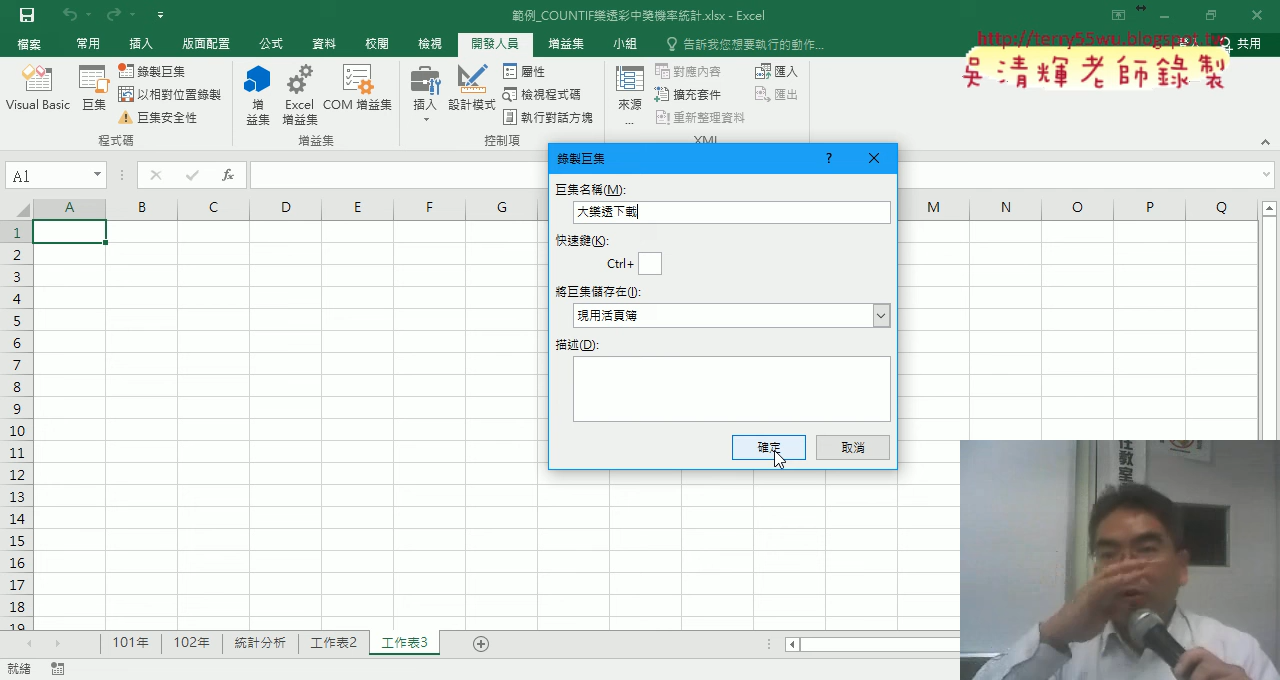 範例_COUNTIF樂透彩中獎機率統計.xlsx - Excel
檔案 常用 插入 版面配置 公式 資料 校閱 檢視 開發人員 增益集 小組 告訴我您想要執行的動作... 共用
http://terry55wu.blogspot.tw
吳清輝老師錄製
Visual Basic 巨集 錄製巨集 以相對位置錄製 巨集安全性 程式碼
增益集 Excel 增益集 COM 增益集 增益集
插入 設計模式 屬性 檢視程式碼 執行對話方塊 控制項
來源... 對應內容 擴充套件 重新整理資料 匯入 匯出 XML
A1 fx
A B C D E F G M N O P Q
1
2
3
4
5
6
7
8
9
10
11
12
13
14
15
16
17
18
19
錄製巨集 ?
巨集名稱(M):
大樂透下載
快速鍵(K):
Ctrl+
將巨集儲存在(I):
現用活頁簿
描述(D):
確定 取消
101年 102年 統計分析 工作表2 工作表3
就緒